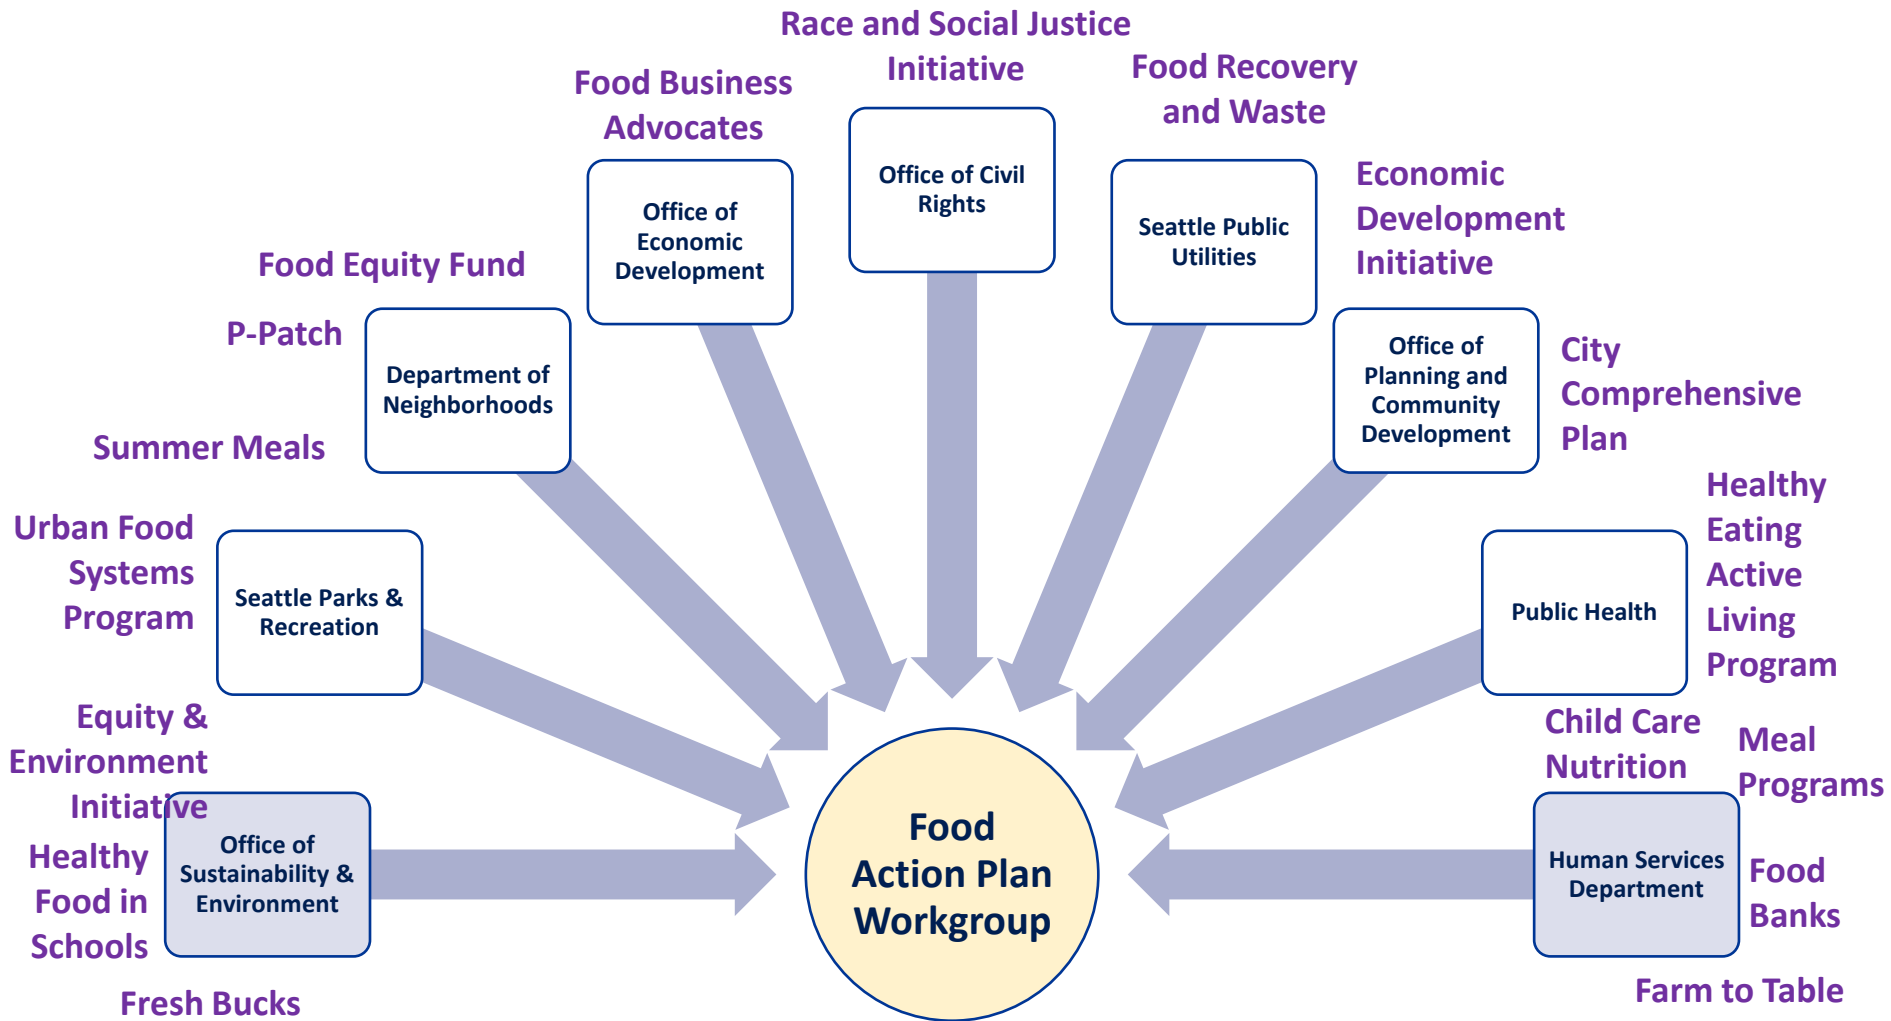 Race and Social Justice
Initiative
Food Business
Advocates
Food Recovery
and Waste
Office of Civil
Rights
Office of
Economic
Development
Seattle Public
Utilities
Economic
Development
Initiative
Food Equity Fund
P-Patch
Department of
Neighborhoods
Office of
Planning and
Community
Development
City
Comprehensive
Plan
Summer Meals
Urban Food
Systems
Program
Seattle Parks &
Recreation
Public Health
Healthy
Eating
Active
Living
Program
Equity &
Environment
Initiative
Healthy
Food in
Schools
Office of
Sustainability &
Environment
Fresh Bucks
Food
Action Plan
Workgroup
Child Care
Nutrition
Meal
Programs
Human Services
Department
Food
Banks
Farm to Table